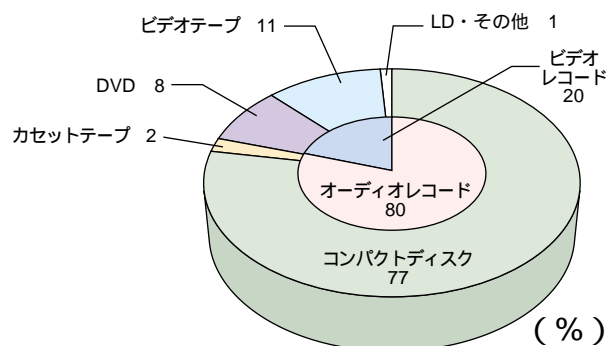 ビデオテープ 11
LD・その他 1
ビデオ
レコード
20
DVD 8
カセットテープ 2
オーディオレコード
80
コンパクトディスク
77
(%)